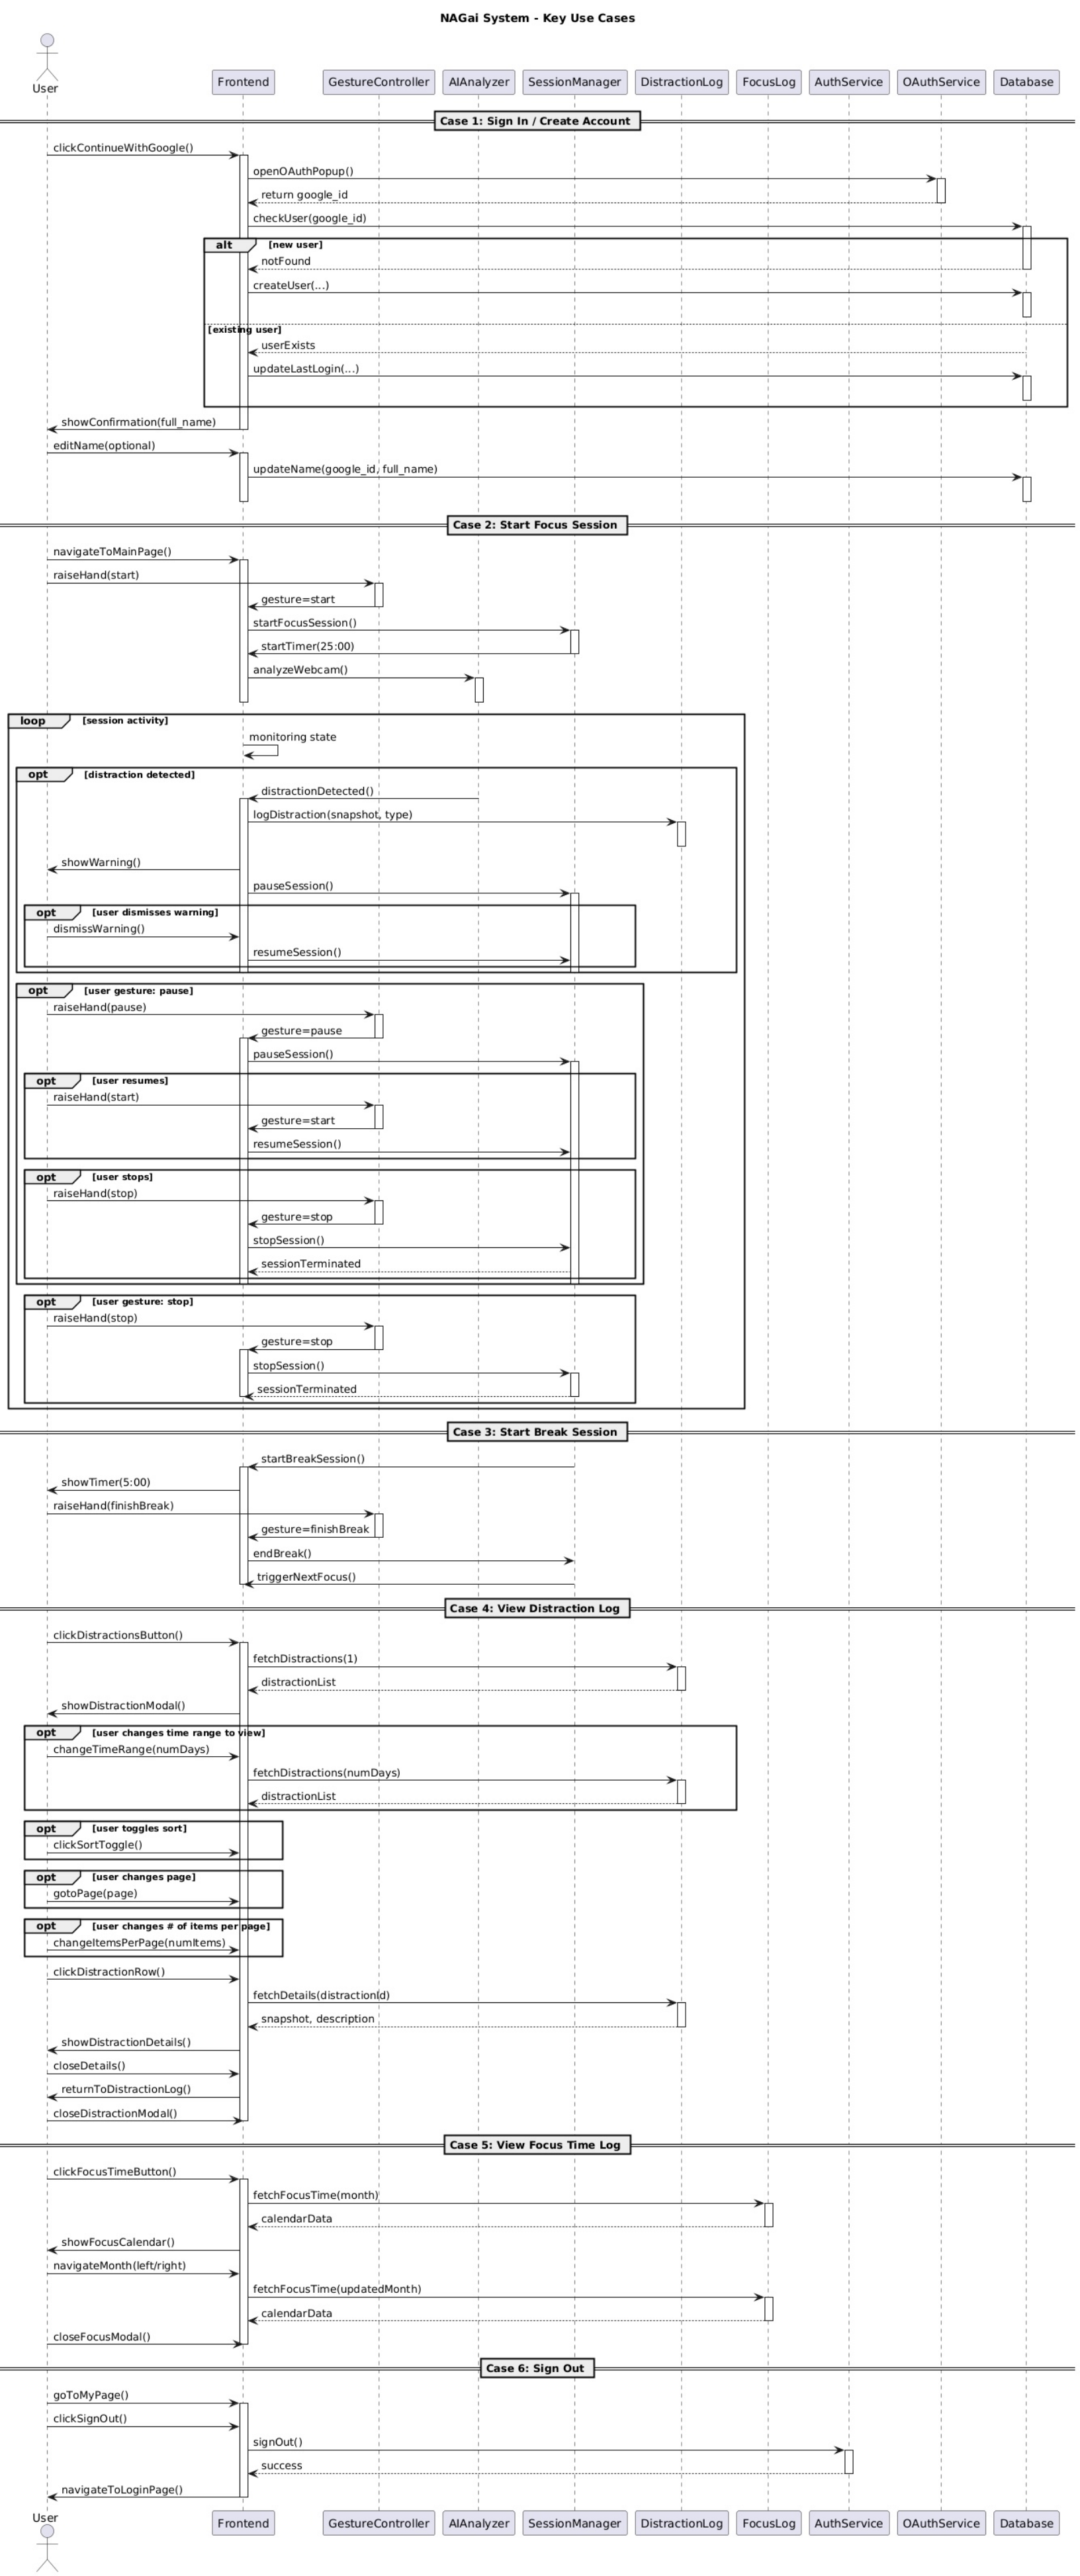 NAGai System - Key Use Cases
User
Frontend
GestureController
AIAnalyzer
SessionManager
DistractionLog
FocusLog
AuthService
OAuthService
Database
Case 1: Sign In / Create Account
clickContinueWithGoogle()
openOAuthPopup()
return google_id
checkUser(google_id)
alt [new user]
notFound
createUser(...)
[existing user]
userExists
updateLastLogin(...)
showConfirmation(full_name)
editName(optional)
updateName(google_id, full_name)
Case 2: Start Focus Session
navigateToMainPage()
raiseHand(start)
gesture=start
startFocusSession()
startTimer(25:00)
analyzeWebcam()
loop [session activity]
monitoring state
opt [distraction detected]
distractionDetected()
logDistraction(snapshot, type)
showWarning()
pauseSession()
opt [user dismisses warning]
dismissWarning()
resumeSession()
opt [user gesture: pause]
raiseHand(pause)
gesture=pause
pauseSession()
opt [user resumes]
raiseHand(start)
gesture=start
resumeSession()
opt [user stops]
raiseHand(stop)
gesture=stop
stopSession()
sessionTerminated
opt [user gesture: stop]
raiseHand(stop)
gesture=stop
stopSession()
sessionTerminated
Case 3: Start Break Session
startBreakSession()
showTimer(5:00)
raiseHand(finishBreak)
gesture=finishBreak
endBreak()
triggerNextFocus()
Case 4: View Distraction Log
clickDistractionsButton()
fetchDistractions(1)
distractionList
showDistractionModal()
opt [user changes time range to view]
changeTimeRange(numDays)
fetchDistractions(numDays)
distractionList
opt [user toggles sort]
clickSortToggle()
opt [user changes page]
gotoPage(page)
opt [user changes # of items per page]
changeItemsPerPage(numItems)
clickDistractionRow()
fetchDetails(distractionId)
snapshot, description
showDistractionDetails()
closeDetails()
returnToDistractionLog()
closeDistractionModal()
Case 5: View Focus Time Log
clickFocusTimeButton()
fetchFocusTime(month)
calendarData
showFocusCalendar()
navigateMonth(left/right)
fetchFocusTime(updatedMonth)
calendarData
closeFocusModal()
Case 6: Sign Out
goToMyPage()
clickSignOut()
signOut()
success
navigateToLoginPage()
User
Frontend
GestureController
AIAnalyzer
SessionManager
DistractionLog
FocusLog
AuthService
OAuthService
Database